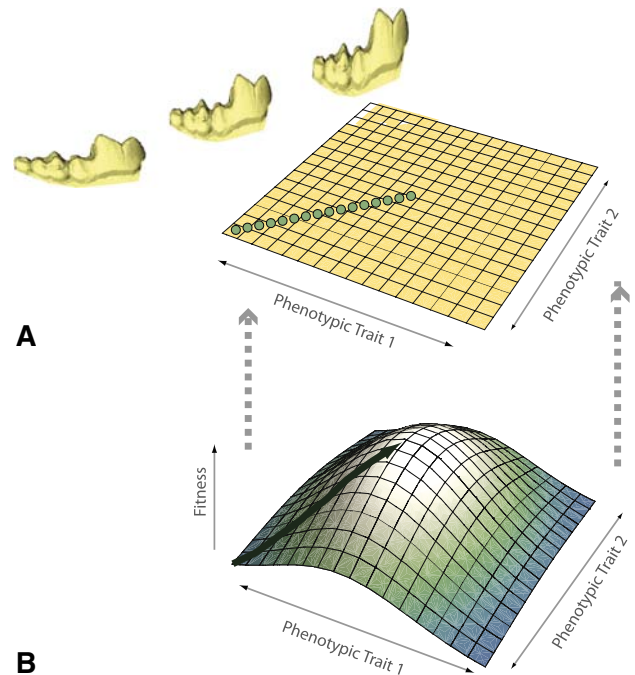 Phenotypic Trait 2
Phenotypic Trait 1
A
Fitness
Phenotypic Trait 2
Phenotypic Trait 1
B